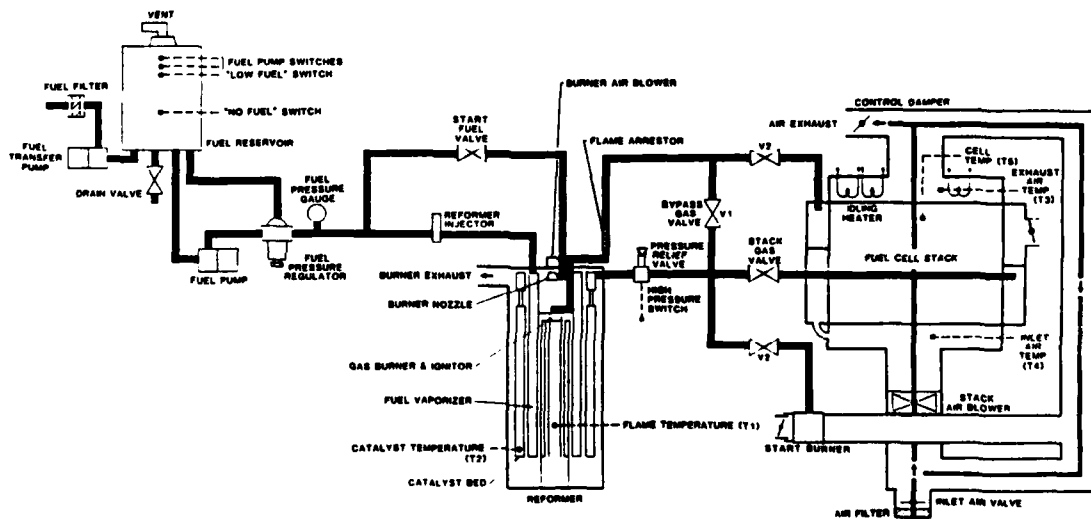 VENT
FUEL PUMP SWITCHES
"LOW FUEL" SWITCH
"NO FUEL" SWITCH
FUEL FILTER
FUEL RESERVOIR
FUEL
TRANSFER
PUMP
DRAIN VALVE
FUEL
PRESSURE
GAUGE
FUEL PUMP
FUEL
PRESSURE
REGULATOR
START
FUEL
VALVE
REFORMER
INJECTOR
BURNER AIR BLOWER
FLAME ARRESTOR
BURNER EXHAUST
BURNER NOZZLE
GAS BURNER & IGNITOR
FUEL VAPORIZER
FLAME TEMPERATURE (T1)
CATALYST TEMPERATURE
(T2)
CATALYST BED
REFORMER
V2
BYPASS
GAS
VALVE
V1
PRESSURE
RELIEF
VALVE
STACK
GAS
VALVE
HIGH
PRESSURE
SWITCH
V2
CONTROL DAMPER
AIR EXHAUST
CELL
TEMP (T5)
EXHAUST
AIR
TEMP (T3)
IDLING
HEATER
FUEL CELL STACK
INLET
AIR
TEMP
(T4)
STACK
AIR BLOWER
START BURNER
INLET AIR VALVE
AIR FILTER